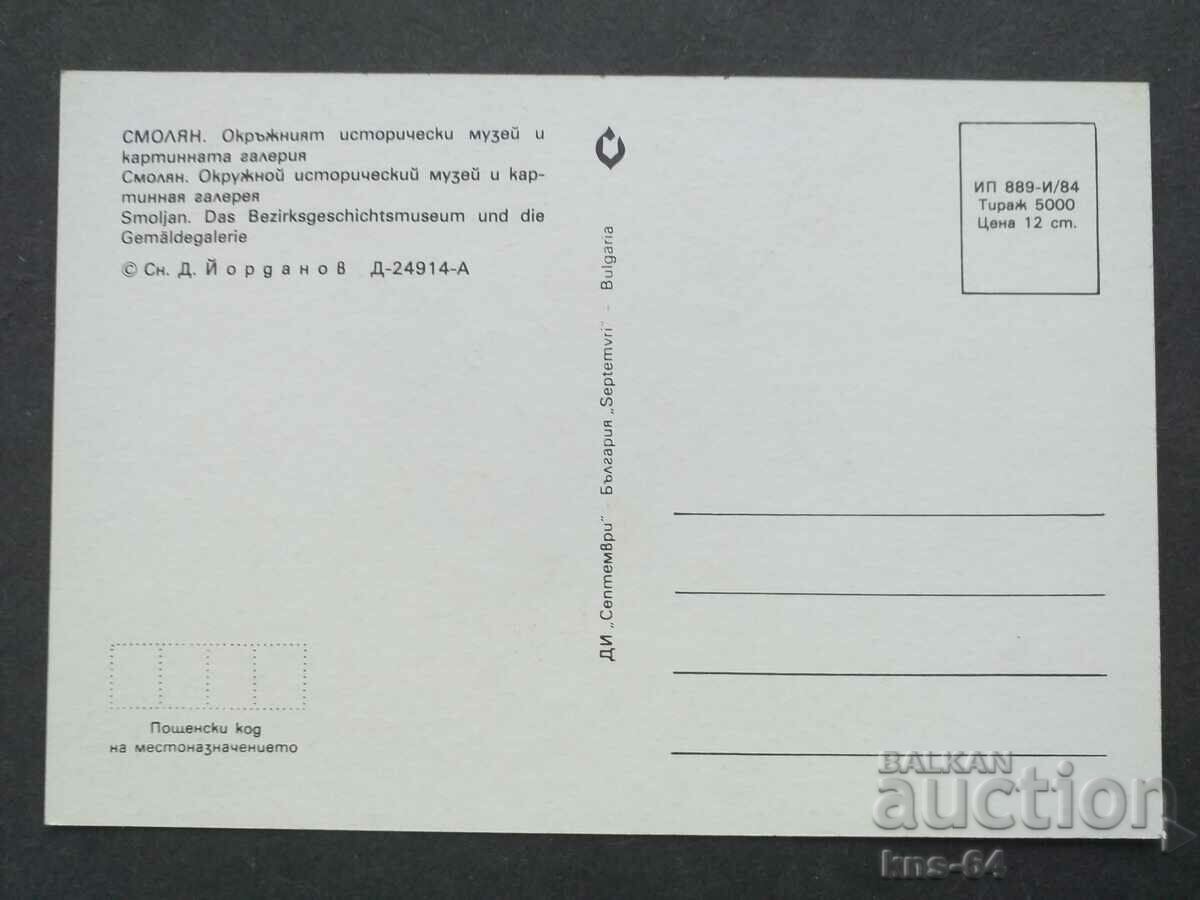 СМОЛЯН. Окръжният исторически музей и
картинната галерия
Смолян. Окружной исторический музей и кар-
тинная галерея
Smoljan. Das Bezirksgeschichtsmuseum und die
Gemäldegalerie
© Сн. Д. Йорданов Д-24914-А
ДИ „Септември" - България „Septemvri" - Bulgaria
ИП 889-И/84
Тираж 5000
Цена 12 ст.
Пощенски код
на местоназначението
BALKAN
auction
kns-64